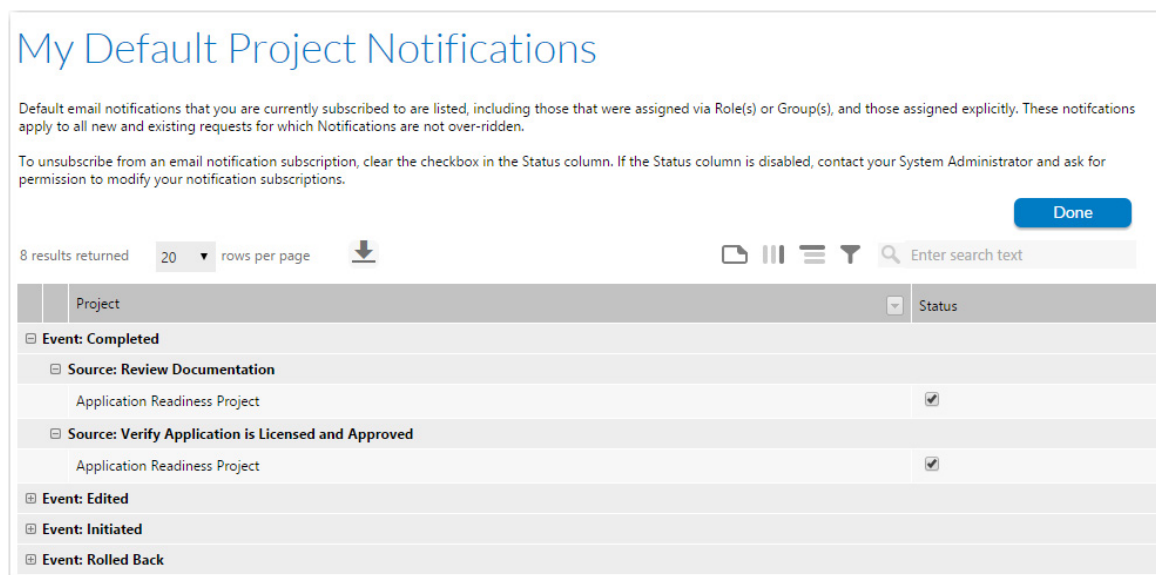 My Default Project Notifications
Default email notifications that you are currently subscribed to are listed, including those that were assigned via Role(s) or Group(s), and those assigned explicitly. These notifcations
apply to all new and existing requests for which Notifications are not over-ridden.
To unsubscribe from an email notification subscription, clear the checkbox in the Status column. If the Status column is disabled, contact your System Administrator and ask for
permission to modify your notification subscriptions.
Done
8 results returned 20 rows per page Enter search text
Project Status
Event: Completed
Source: Review Documentation
Application Readiness Project
Source: Verify Application is Licensed and Approved
Application Readiness Project
Event: Edited
Event: Initiated
Event: Rolled Back